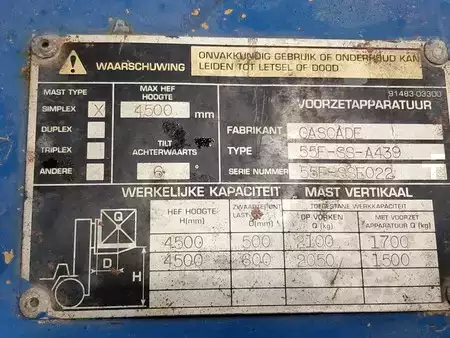 WAARSCHUWING
ONVAKKUNDIG GEBRUIK OF ONDERHOUD KAN
LEIDEN TOT LETSEL OF DOOD
91483-03300
MAST TYPE
SIMPLEX X
DUPLEX
TRIPLEX
ANDERE
MAX HEF
HOOGTE
4500 mm
TILT
ACHTERWAARTS
6 °
VOORZETAPPARATUUR
FABRIKANT CASCADE
TYPE 55F-SS-A439
SERIE NUMMER
WERKELIJKE KAPACITEIT MAST VERTIKAAL
HEF HOOGTE-
H(mm)
ZWAARTEPUNT
LAST D(mm)
TOEGESTANE WERKKAPACITEIT
OP VORKEN
Q (kg)
MET VOORZET
APPARATUUR Q (kg)
4500 500 2100 1700
4500 600 2050 1500
Q
D
H